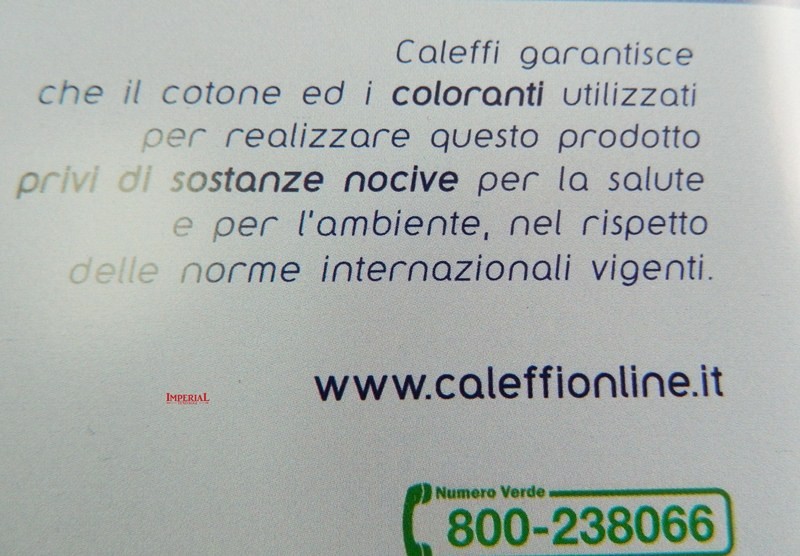 Caleffi garantisce
che il cotone ed i coloranti utilizzati
per realizzare questo prodotto
privi di sostanze nocive per la salute
e per l'ambiente, nel rispetto
delle norme internazionali vigenti.
www.caleffionline.it
IMPERIAL
Numero Verde
800-238066